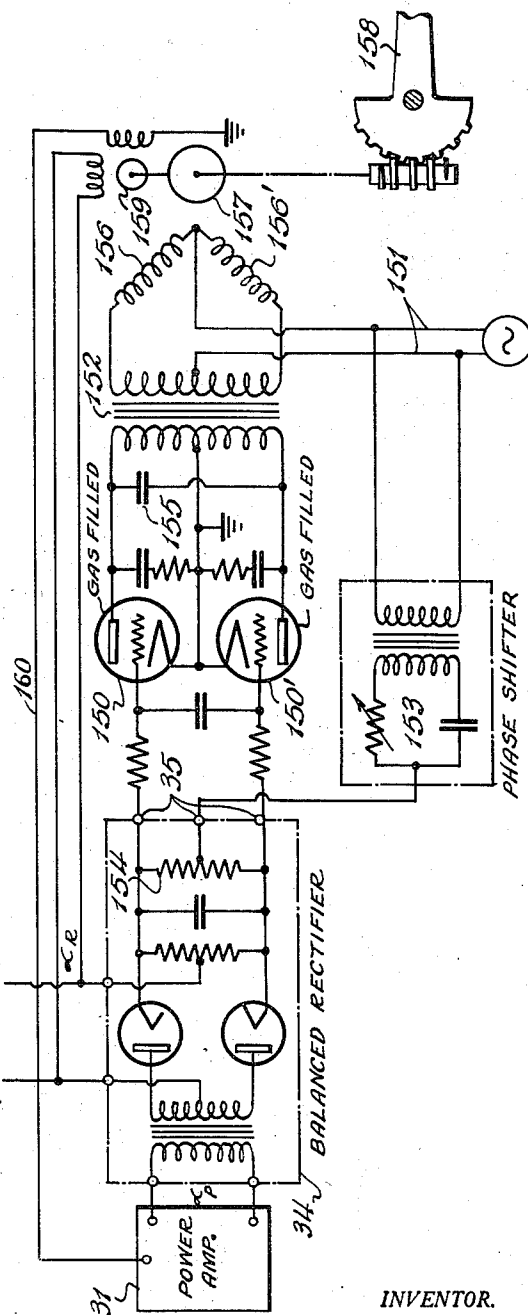 160
∝R
31
POWER
AMP.
∝P
34
BALANCED RECTIFIER
154
35
150
150'
GAS FILLED
GAS FILLED
155
152
156
156'
159
157
158
151
153
PHASE SHIFTER
INVENTOR.